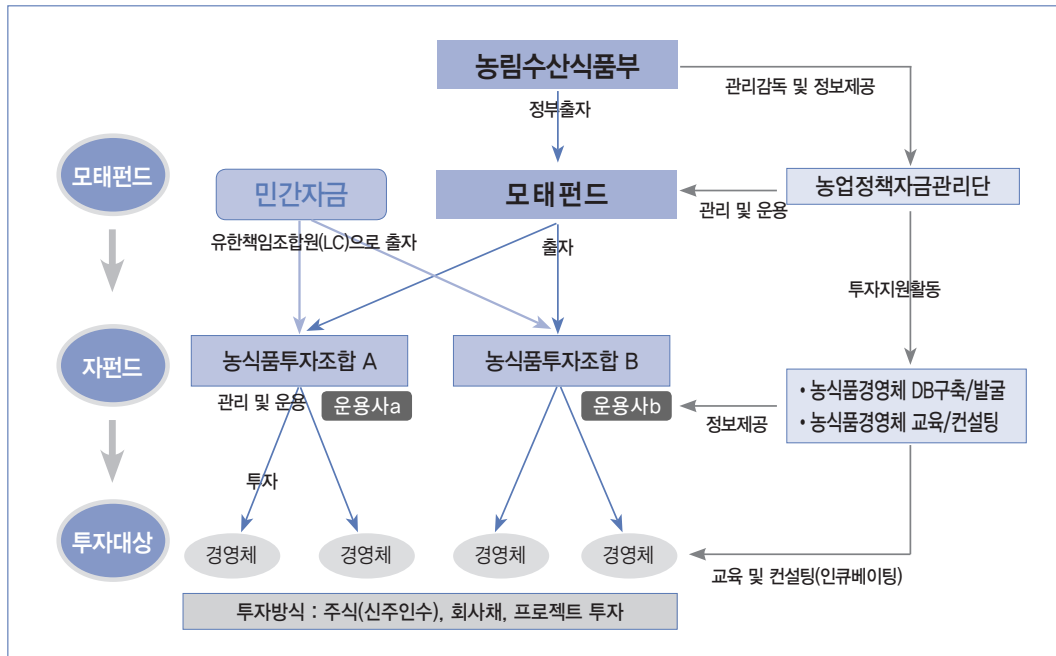 농림수산식품부
관리감독 및 정보제공
정부출자
모태펀드
민간자금
모태펀드
관리 및 운용
농업정책자금관리단
유한책임조합원(LC)으로 출자
출자
투자지원활동
자펀드
농식품투자조합 A
농식품투자조합 B
관리 및 운용
운용사a
운용사b
정보제공
• 농식품경영체 DB구축/발굴
• 농식품경영체 교육/컨설팅
투자
투자대상
경영체
경영체
경영체
경영체
교육 및 컨설팅(인큐베이팅)
투자방식 : 주식(신주인수), 회사채, 프로젝트 투자